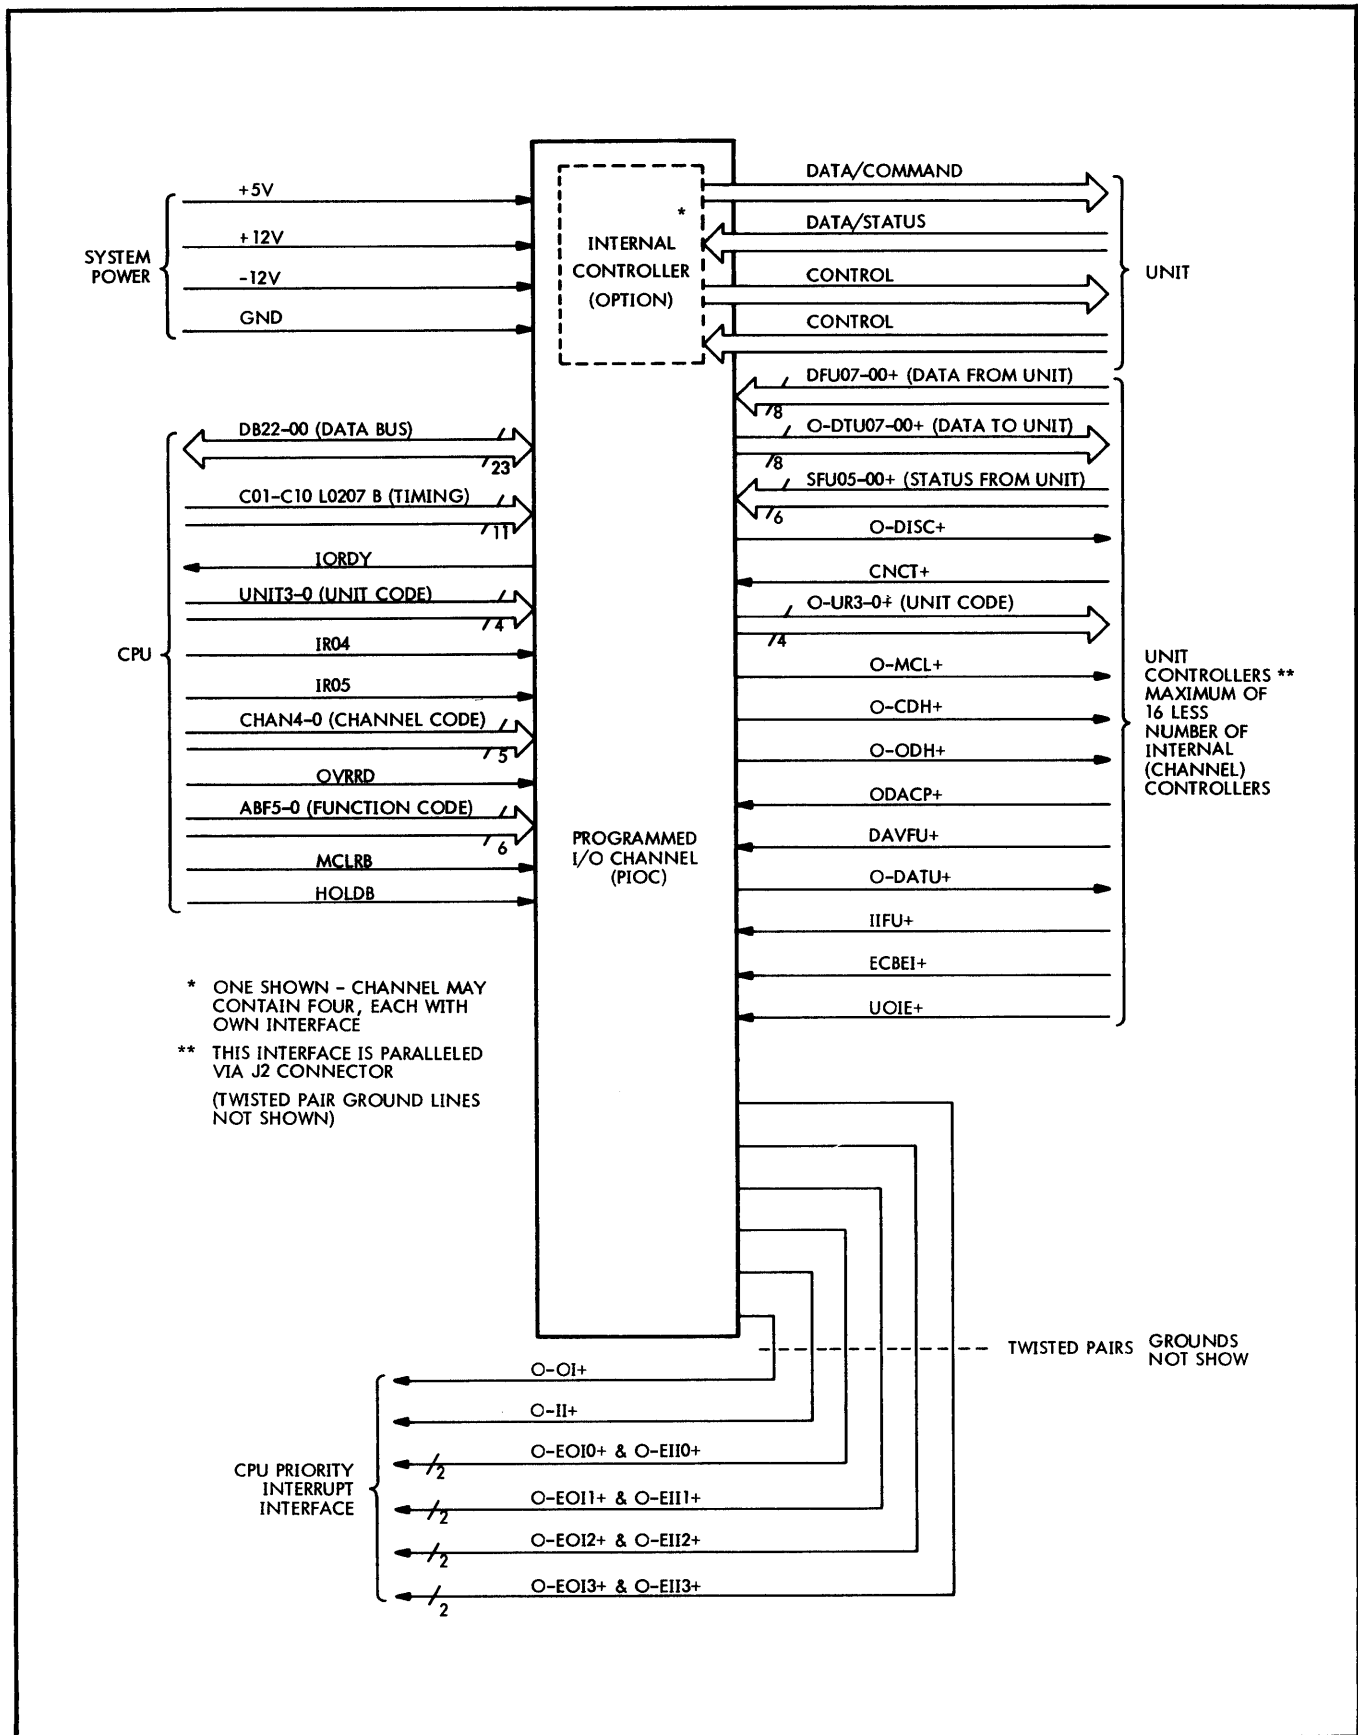 +5V
+12V
-12V
GND
SYSTEM
POWER
*
INTERNAL
CONTROLLER
(OPTION)
DATA/COMMAND
DATA/STATUS
CONTROL
CONTROL
UNIT
DB22-00 (DATA BUS)
23
C01-C10 L0207 B (TIMING)
11
IORDY
UNIT3-0 (UNIT CODE)
4
IR04
IR05
CHAN4-0 (CHANNEL CODE)
5
OVRRD
ABF5-0 (FUNCTION CODE)
6
MCLRB
HOLDB
CPU
PROGRAMMED
I/O CHANNEL
(PIOC)
DFU07-00+ (DATA FROM UNIT)
8
O-DTU07-00+ (DATA TO UNIT)
8
SFU05-00+ (STATUS FROM UNIT)
6
O-DISC+
CNCT+
O-UR3-0+ (UNIT CODE)
4
O-MCL+
O-CDH+
O-ODH+
ODACP+
DAVFU+
O-DATU+
IIFU+
ECBEI+
UOIE+
UNIT
CONTROLLERS **
MAXIMUM OF
16 LESS
NUMBER OF
INTERNAL
(CHANNEL)
CONTROLLERS
* ONE SHOWN - CHANNEL MAY
CONTAIN FOUR, EACH WITH
OWN INTERFACE
** THIS INTERFACE IS PARALLELED
VIA J2 CONNECTOR
(TWISTED PAIR GROUND LINES
NOT SHOWN)
TWISTED PAIRS GROUNDS
NOT SHOW
O-OI+
O-II+
O-EOI0+ & O-EII0+
2
O-EOI1+ & O-EII1+
2
O-EOI2+ & O-EII2+
2
O-EOI3+ & O-EII3+
2
CPU PRIORITY
INTERRUPT
INTERFACE